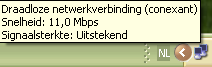 Draadloze netwerkverbinding (conexant)
Snelheid: 11,0 Mbps
Signaalsterkte: Uitstekend
NL